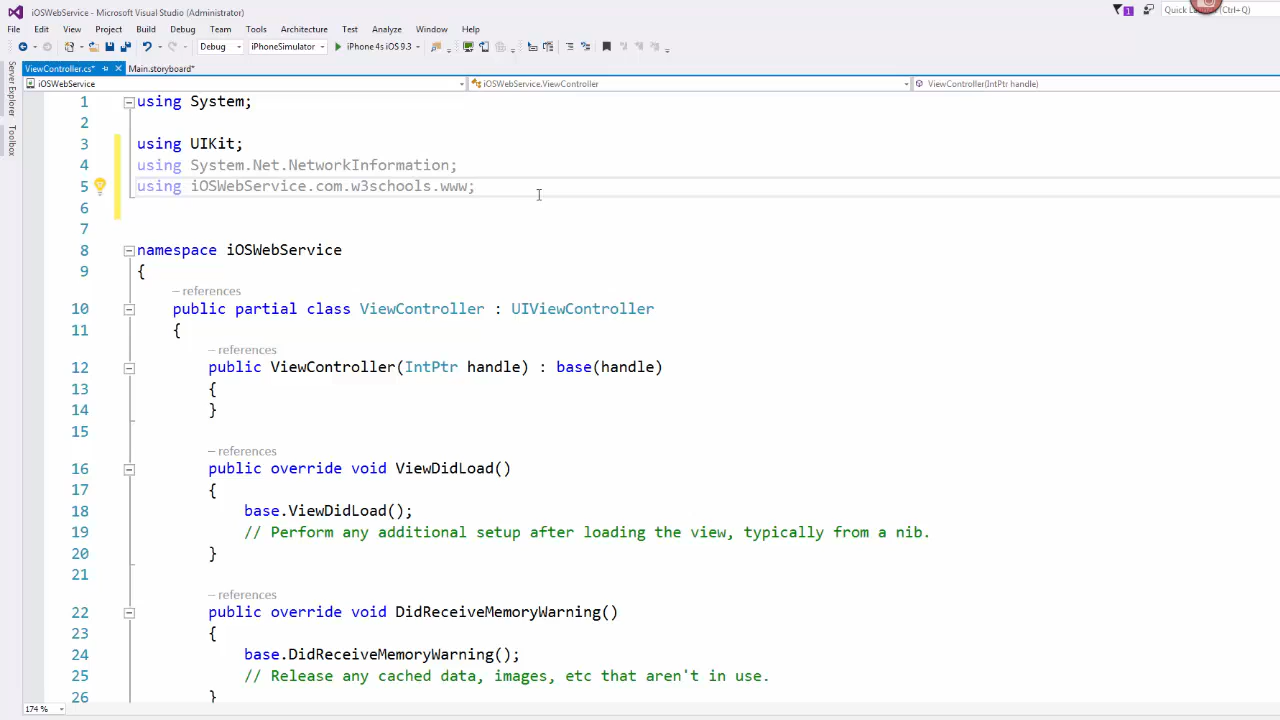 iOSWebService - Microsoft Visual Studio (Administrator)
1
File Edit View Project Build Debug Team Tools Architecture Test Analyze Window Help
Debug iPhoneSimulator iPhone 4s iOS 9.3
ViewController.cs* Main.storyboard*
iOSWebService iOSWebService.ViewController ViewController(IntPtr handle)
Server Explorer
Toolbox
1 using System;
2
3 using UIKit;
4 using System.Net.NetworkInformation;
5 using iOSWebService.com.w3schools.www;
6
7
8 namespace iOSWebService
9 {
– references
10 public partial class ViewController : UIViewController
11 {
– references
12 public ViewController(IntPtr handle) : base(handle)
13 {
14 }
15
– references
16 public override void ViewDidLoad()
17 {
18 base.ViewDidLoad();
19 // Perform any additional setup after loading the view, typically from a nib.
20 }
21
– references
22 public override void DidReceiveMemoryWarning()
23 {
24 base.DidReceiveMemoryWarning();
25 // Release any cached data, images, etc that aren't in use.
26 }
174 %